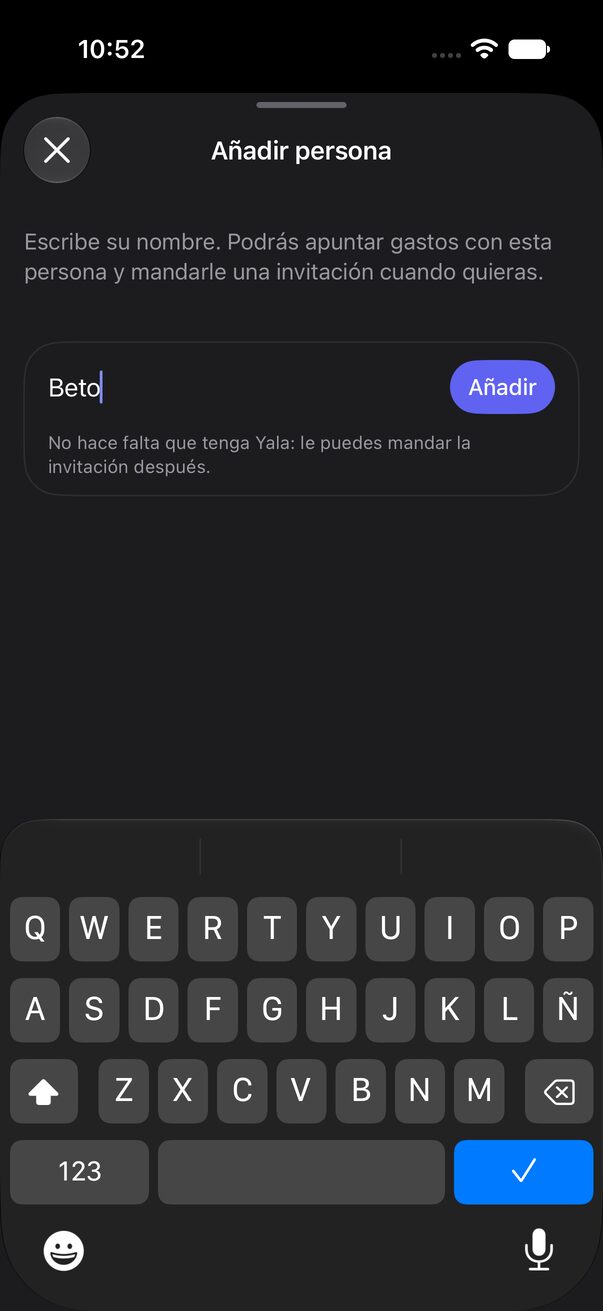 10:52
Añadir persona
Escribe su nombre. Podrás apuntar gastos con esta
persona y mandarle una invitación cuando quieras.
Beto
Añadir
No hace falta que tenga Yala: le puedes mandar la
invitación después.
Q W E R T Y U I O P
A S D F G H J K L Ñ
Z X C V B N M
123